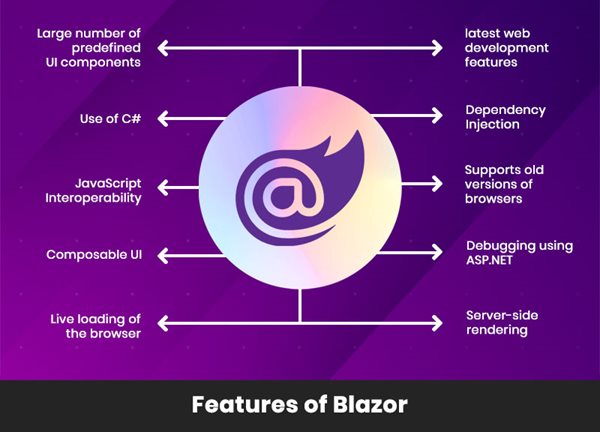 Large number of
predefined
UI components
Use of C#
JavaScript
Interoperability
Composable UI
Live loading of
the browser
latest web
development
features
Dependency
Injection
Supports old
versions of
browsers
Debugging using
ASP.NET
Server-side
rendering
@
Features of Blazor